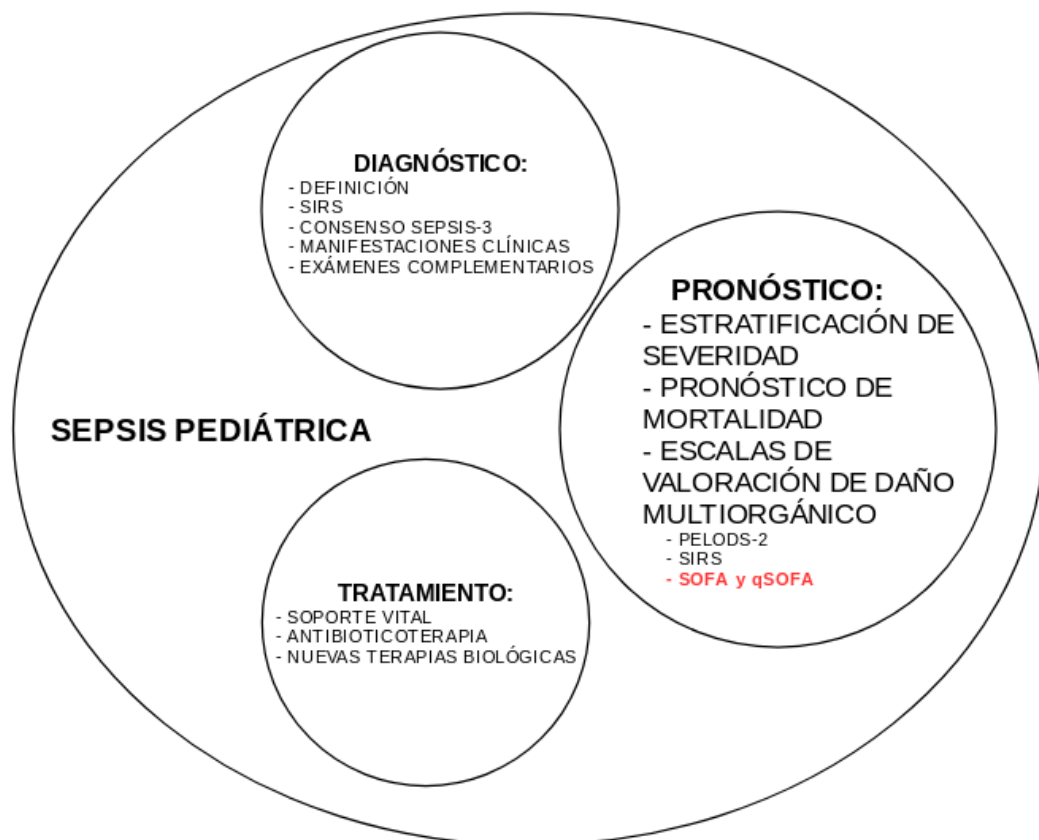 DIAGNÓSTICO:
- DEFINICIÓN
- SIRS
- CONSENSO SEPSIS-3
- MANIFESTACIONES CLÍNICAS
- EXÁMENES COMPLEMENTARIOS
PRONÓSTICO:
- ESTRATIFICACIÓN DE
SEVERIDAD
- PRONÓSTICO DE
MORTALIDAD
- ESCALAS DE
VALORACIÓN DE DAÑO
MULTIORGÁNICO
- PELODS-2
- SIRS
- SOFA y qSOFA
SEPSIS PEDIÁTRICA
TRATAMIENTO:
- SOPORTE VITAL
- ANTIBIOTICOTERAPIA
- NUEVAS TERAPIAS BIOLÓGICAS